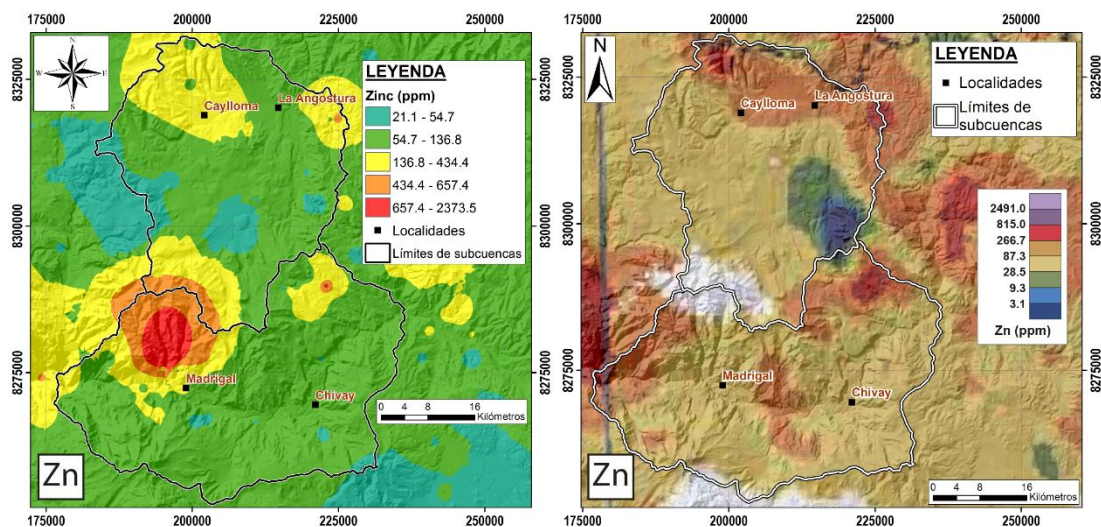 175000
200000
225000
250000
8325000
8300000
8275000
N
W
E
S
LEYENDA
Zinc (ppm)
21.1 - 54.7
54.7 - 136.8
136.8 - 434.4
434.4 - 657.4
657.4 - 2373.5
Localidades
Límites de subcuencas
Caylloma
La Angostura
Madrigal
Chivay
0 4 8 16
Kilómetros
Zn
8325000
8300000
8275000
175000
200000
225000
250000
175000
200000
225000
250000
N
LEYENDA
Localidades
Límites de
subcuencas
Caylloma
La Angostura
2491.0
815.0
266.7
87.3
28.5
9.3
3.1
Zn (ppm)
Madrigal
Chivay
0 4 8 16
Kilómetros
Zn
8325000
8300000
8275000
175000
200000
225000
250000